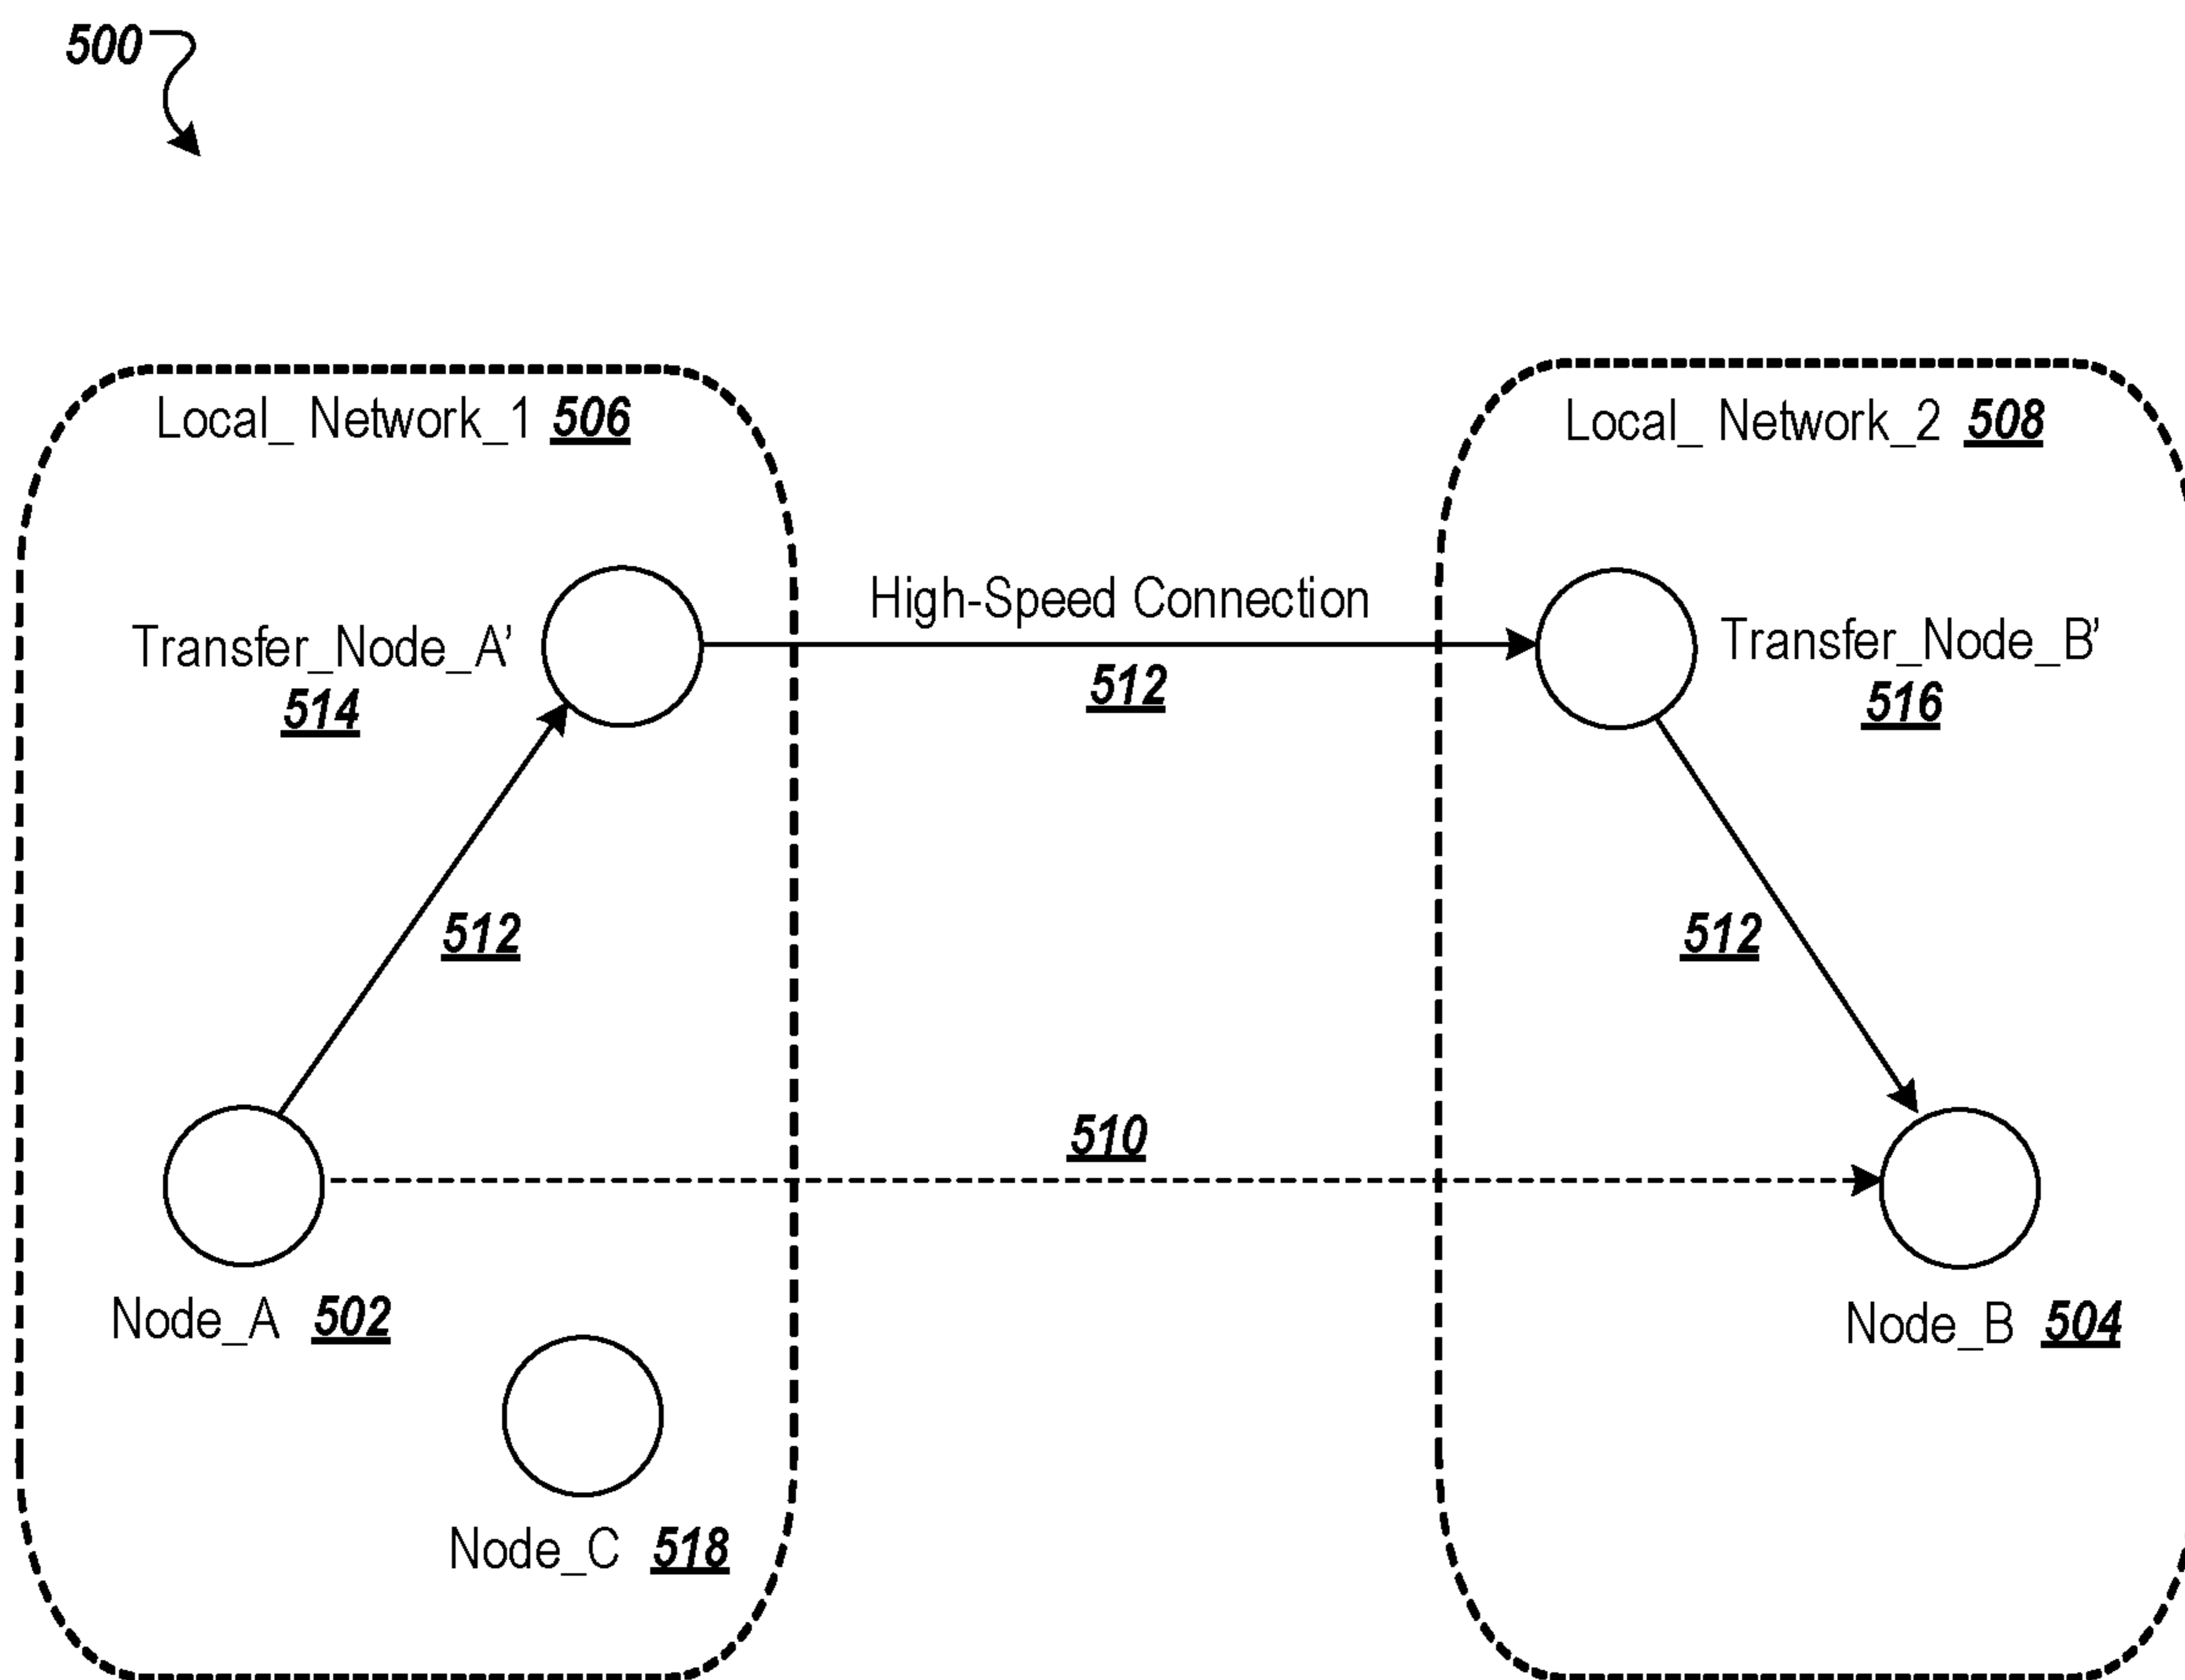 500
Local_ Network_1 506
Local_ Network_2 508
High-Speed Connection
512
Transfer_Node_A’
514
Transfer_Node_B’
516
512
512
510
Node_A 502
Node_B 504
Node_C 518